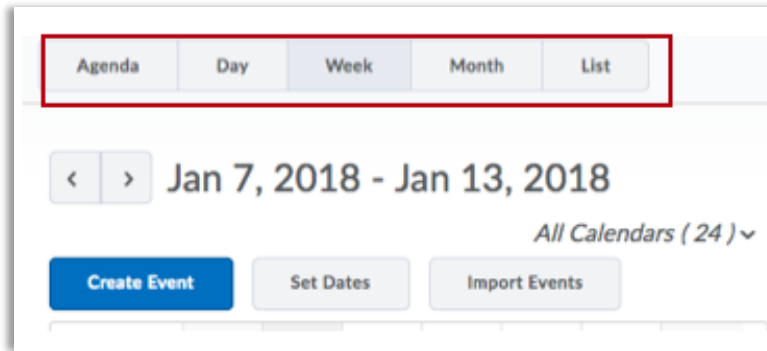 Agenda Day Week Month List
Jan 7, 2018 - Jan 13, 2018
All Calendars ( 24 )
Create Event Set Dates Import Events